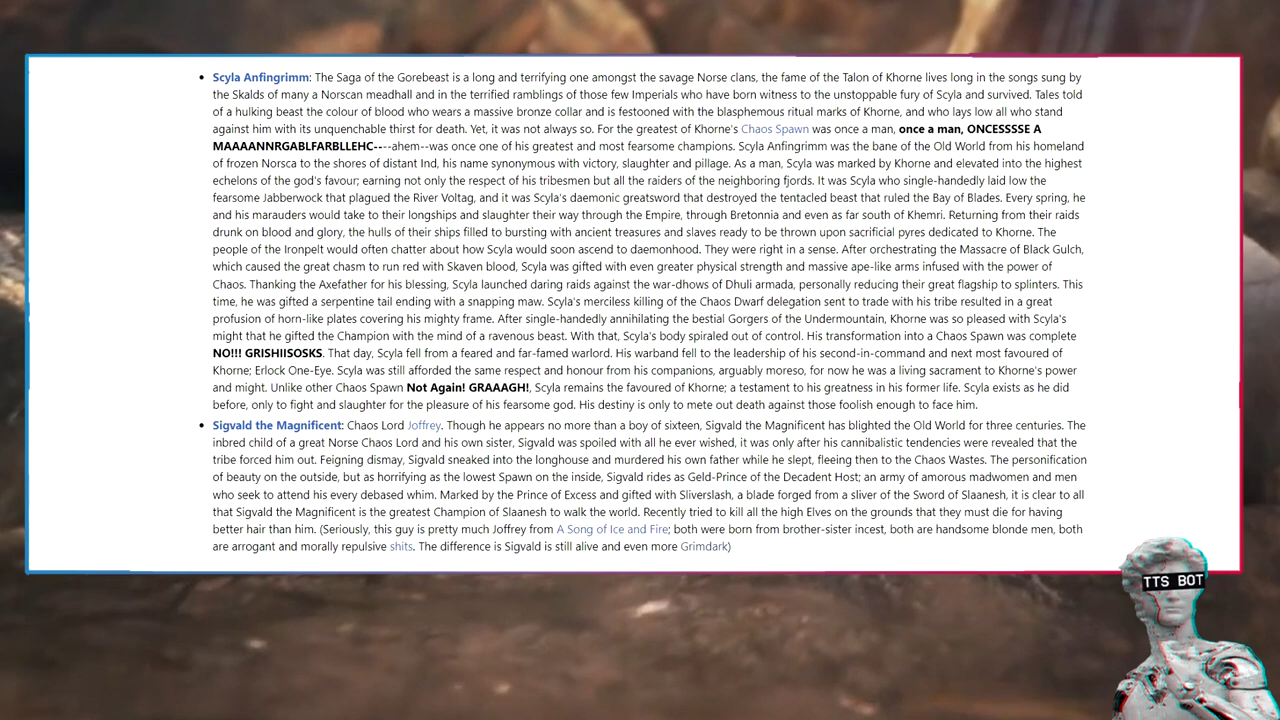 • Scyla Anfingrimm: The Saga of the Gorebeast is a long and terrifying one amongst the savage Norse clans, the fame of the Talon of Khorne lives long in the songs sung by
the Skalds of many a Norscan meadhall and in the terrified ramblings of those few Imperials who have born witness to the unstoppable fury of Scyla and survived. Tales told
of a hulking beast the colour of blood who wears a massive bronze collar and is festooned with the blasphemous ritual marks of Khorne, and who lays low all who stand
against him with its unquenchable thirst for death. Yet, it was not always so. For the greatest of Khorne's Chaos Spawn was once a man, once a man, ONCESSSSE A
MAAAANNRGABLFARBLLEHC----ahem--was once one of his greatest and most fearsome champions. Scyla Anfingrimm was the bane of the Old World from his homeland
of frozen Norsca to the shores of distant Ind, his name synonymous with victory, slaughter and pillage. As a man, Scyla was marked by Khorne and elevated into the highest
echelons of the god's favour; earning not only the respect of his tribesmen but all the raiders of the neighboring fjords. It was Scyla who single-handedly laid low the
fearsome Jabberwock that plagued the River Voltag, and it was Scyla's daemonic greatsword that destroyed the tentacled beast that ruled the Bay of Blades. Every spring, he
and his marauders would take to their longships and slaughter their way through the Empire, through Bretonnia and even as far south of Khemri. Returning from their raids
drunk on blood and glory, the hulls of their ships filled to bursting with ancient treasures and slaves ready to be thrown upon sacrificial pyres dedicated to Khorne. The
people of the Ironpelt would often chatter about how Scyla would soon ascend to daemonhood. They were right in a sense. After orchestrating the Massacre of Black Gulch,
which caused the great chasm to run red with Skaven blood, Scyla was gifted with even greater physical strength and massive ape-like arms infused with the power of
Chaos. Thanking the Axefather for his blessing, Scyla launched daring raids against the war-dhows of Dhuli armada, personally reducing their great flagship to splinters. This
time, he was gifted a serpentine tail ending with a snapping maw. Scyla's merciless killing of the Chaos Dwarf delegation sent to trade with his tribe resulted in a great
profusion of horn-like plates covering his mighty frame. After single-handedly annihilating the bestial Gorgers of the Undermountain, Khorne was so pleased with Scyla's
might that he gifted the Champion with the mind of a ravenous beast. With that, Scyla's body spiraled out of control. His transformation into a Chaos Spawn was complete
NO!!! GRISHIISOSKS. That day, Scyla fell from a feared and far-famed warlord. His warband fell to the leadership of his second-in-command and next most favoured of
Khorne; Erlock One-Eye. Scyla was still afforded the same respect and honour from his companions, arguably moreso, for now he was a living sacrament to Khorne's power
and might. Unlike other Chaos Spawn Not Again! GRAAAGH!, Scyla remains the favoured of Khorne; a testament to his greatness in his former life. Scyla exists as he did
before, only to fight and slaughter for the pleasure of his fearsome god. His destiny is only to mete out death against those foolish enough to face him.
• Sigvald the Magnificent: Chaos Lord Joffrey. Though he appears no more than a boy of sixteen, Sigvald the Magnificent has blighted the Old World for three centuries. The
inbred child of a great Norse Chaos Lord and his own sister, Sigvald was spoiled with all he ever wished, it was only after his cannibalistic tendencies were revealed that the
tribe forced him out. Feigning dismay, Sigvald sneaked into the longhouse and murdered his own father while he slept, fleeing then to the Chaos Wastes. The personification
of beauty on the outside, but as horrifying as the lowest Spawn on the inside, Sigvald rides as Geld-Prince of the Decadent Host; an army of amorous madwomen and men
who seek to attend his every debased whim. Marked by the Prince of Excess and gifted with Sliverslash, a blade forged from a sliver of the Sword of Slaanesh, it is clear to all
that Sigvald the Magnificent is the greatest Champion of Slaanesh to walk the world. Recently tried to kill all the high Elves on the grounds that they must die for having
better hair than him. (Seriously, this guy is pretty much Joffrey from A Song of Ice and Fire; both were born from brother-sister incest, both are handsome blonde men, both
are arrogant and morally repulsive shits. The difference is Sigvald is still alive and even more Grimdark)
TTS BOT